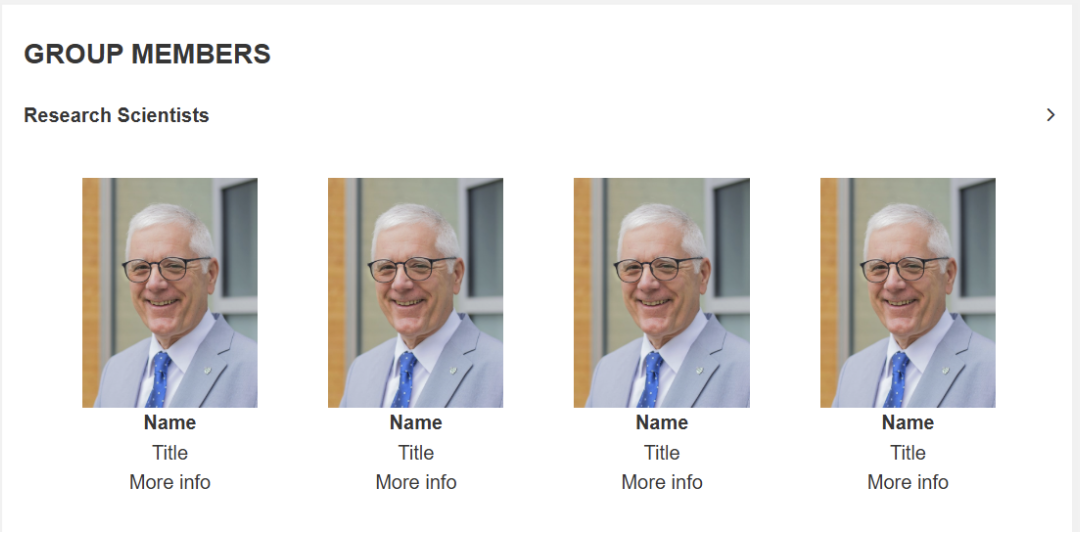 GROUP MEMBERS
Research Scientists
Name Name Name Name
Title Title Title Title
More info More info More info More info